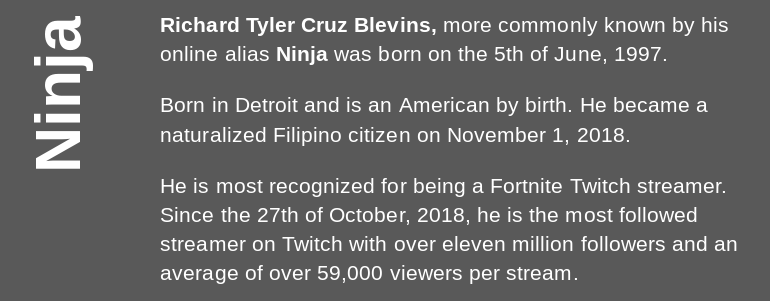 Ninja
Richard Tyler Cruz Blevins, more commonly known by his
online alias Ninja was born on the 5th of June, 1997.
Born in Detroit and is an American by birth. He became a
naturalized Filipino citizen on November 1, 2018.
He is most recognized for being a Fortnite Twitch streamer.
Since the 27th of October, 2018, he is the most followed
streamer on Twitch with over eleven million followers and an
average of over 59,000 viewers per stream.